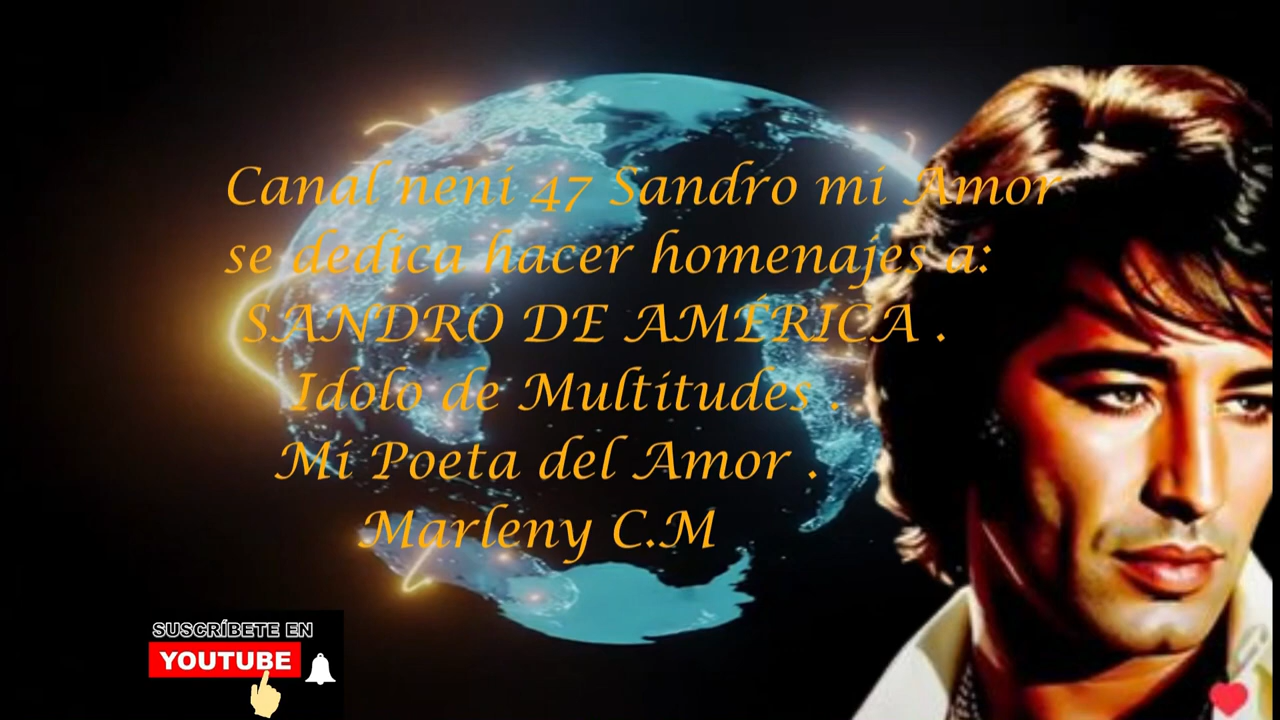 Canal neni 47 Sandro mi Amor
se dedica hacer homenajes a:
SANDRO DE AMÉRICA .
Idolo de Multitudes .
Mi Poeta del Amor .
Marleny C.M
SUSCRÍBETE EN
YOUTUBE